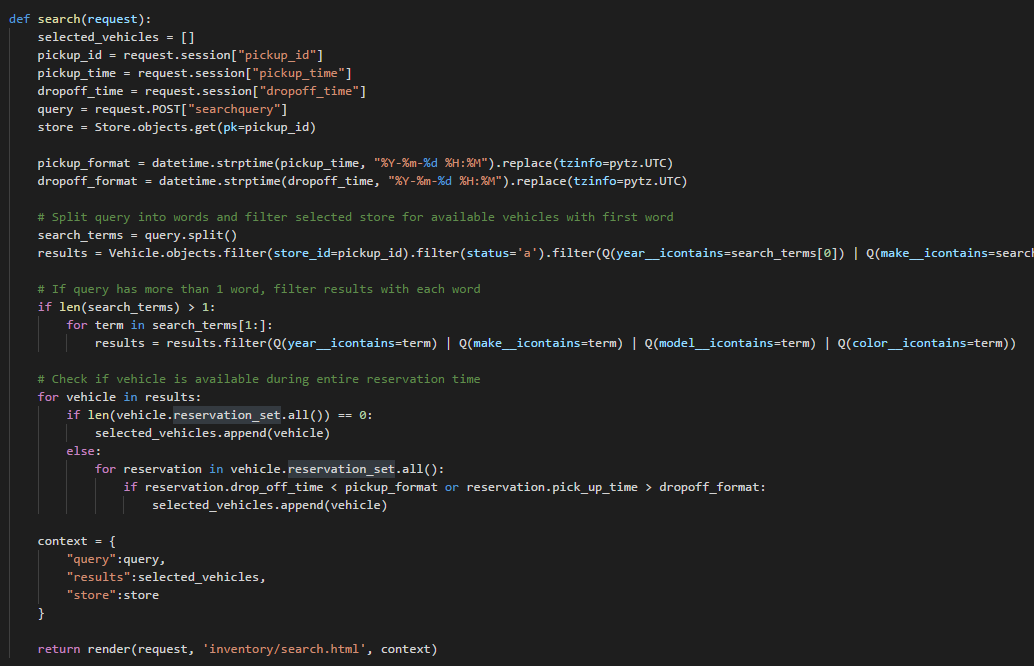 def search(request):
    selected_vehicles = []
    pickup_id = request.session["pickup_id"]
    pickup_time = request.session["pickup_time"]
    dropoff_time = request.session["dropoff_time"]
    query = request.POST["searchquery"]
    store = Store.objects.get(pk=pickup_id)

    pickup_format = datetime.strptime(pickup_time, "%Y-%m-%d %H:%M").replace(tzinfo=pytz.UTC)
    dropoff_format = datetime.strptime(dropoff_time, "%Y-%m-%d %H:%M").replace(tzinfo=pytz.UTC)

    # Split query into words and filter selected store for available vehicles with first word
    search_terms = query.split()
    results = Vehicle.objects.filter(store_id=pickup_id).filter(status='a').filter(Q(year__icontains=search_terms[0]) | Q(make__icontains=search

    # If query has more than 1 word, filter results with each word
    if len(search_terms) > 1:
        for term in search_terms[1:]:
            results = results.filter(Q(year__icontains=term) | Q(make__icontains=term) | Q(model__icontains=term) | Q(color__icontains=term))

    # Check if vehicle is available during entire reservation time
    for vehicle in results:
        if len(vehicle.reservation_set.all()) == 0:
            selected_vehicles.append(vehicle)
        else:
            for reservation in vehicle.reservation_set.all():
                if reservation.drop_off_time < pickup_format or reservation.pick_up_time > dropoff_format:
                    selected_vehicles.append(vehicle)

    context = {
        "query":query,
        "results":selected_vehicles,
        "store":store
    }

    return render(request, 'inventory/search.html', context)